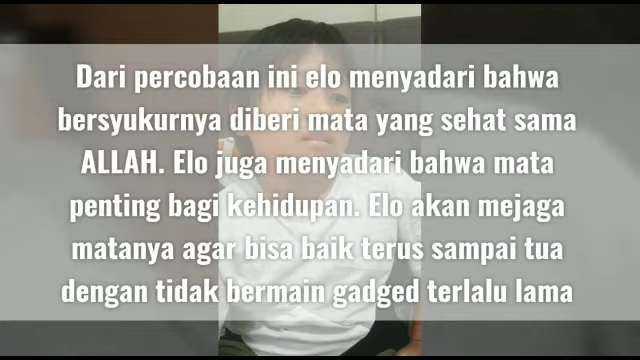 Dari percobaan ini elo menyadari bahwa
bersyukurnya diberi mata yang sehat sama
ALLAH. Elo juga menyadari bahwa mata
penting bagi kehidupan. Elo akan mejaga
matanya agar bisa baik terus sampai tua
dengan tidak bermain gadged terlalu lama